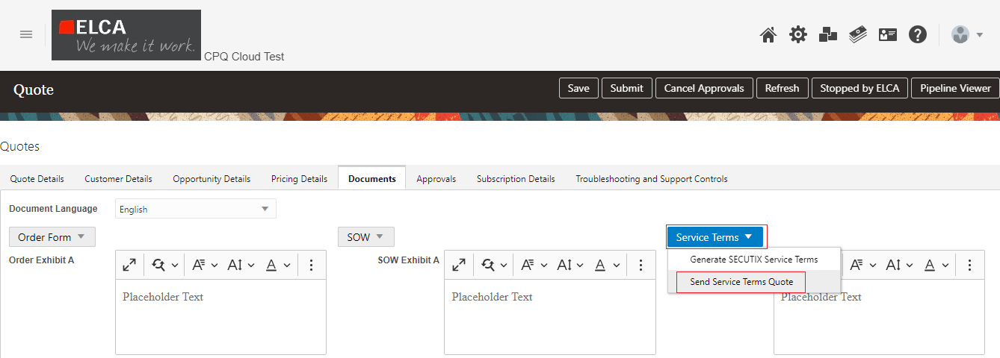 ELCA
We make it work.
CPQ Cloud Test
Quote
Save
Submit
Cancel Approvals
Refresh
Stopped by ELCA
Pipeline Viewer
Quotes
Quote Details
Customer Details
Opportunity Details
Pricing Details
Documents
Approvals
Subscription Details
Troubleshooting and Support Controls
Document Language
English
Order Form
SOW
Service Terms
Generate SECUTIX Service Terms
Send Service Terms Quote
Order Exhibit A
SOW Exhibit A
Placeholder Text
Placeholder Text
Placeholder Text